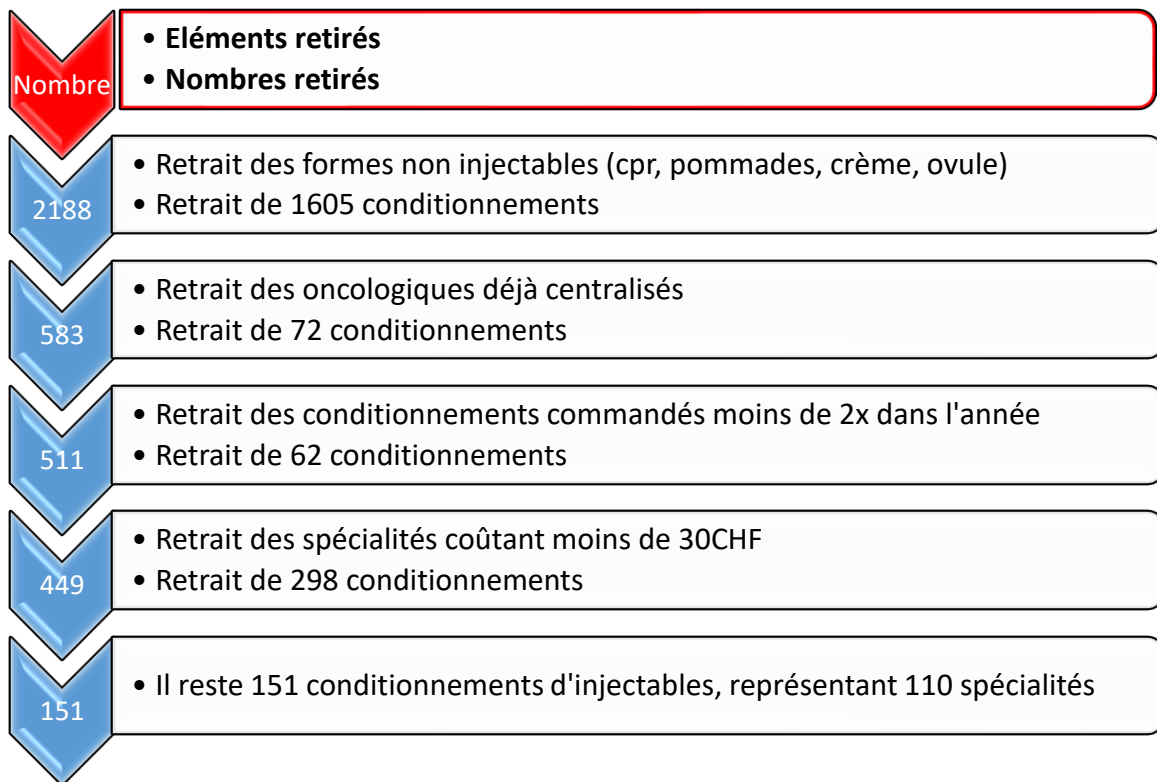 Nombre
• Eléments retirés
• Nombres retirés
2188
• Retrait des formes non injectables (cpr, pommades, crème, ovule)
• Retrait de 1605 conditionnements
583
• Retrait des oncologiques déjà centralisés
• Retrait de 72 conditionnements
511
• Retrait des conditionnements commandés moins de 2x dans l'année
• Retrait de 62 conditionnements
449
• Retrait des spécialités coûtant moins de 30CHF
• Retrait de 298 conditionnements
151
• Il reste 151 conditionnements d'injectables, représentant 110 spécialités